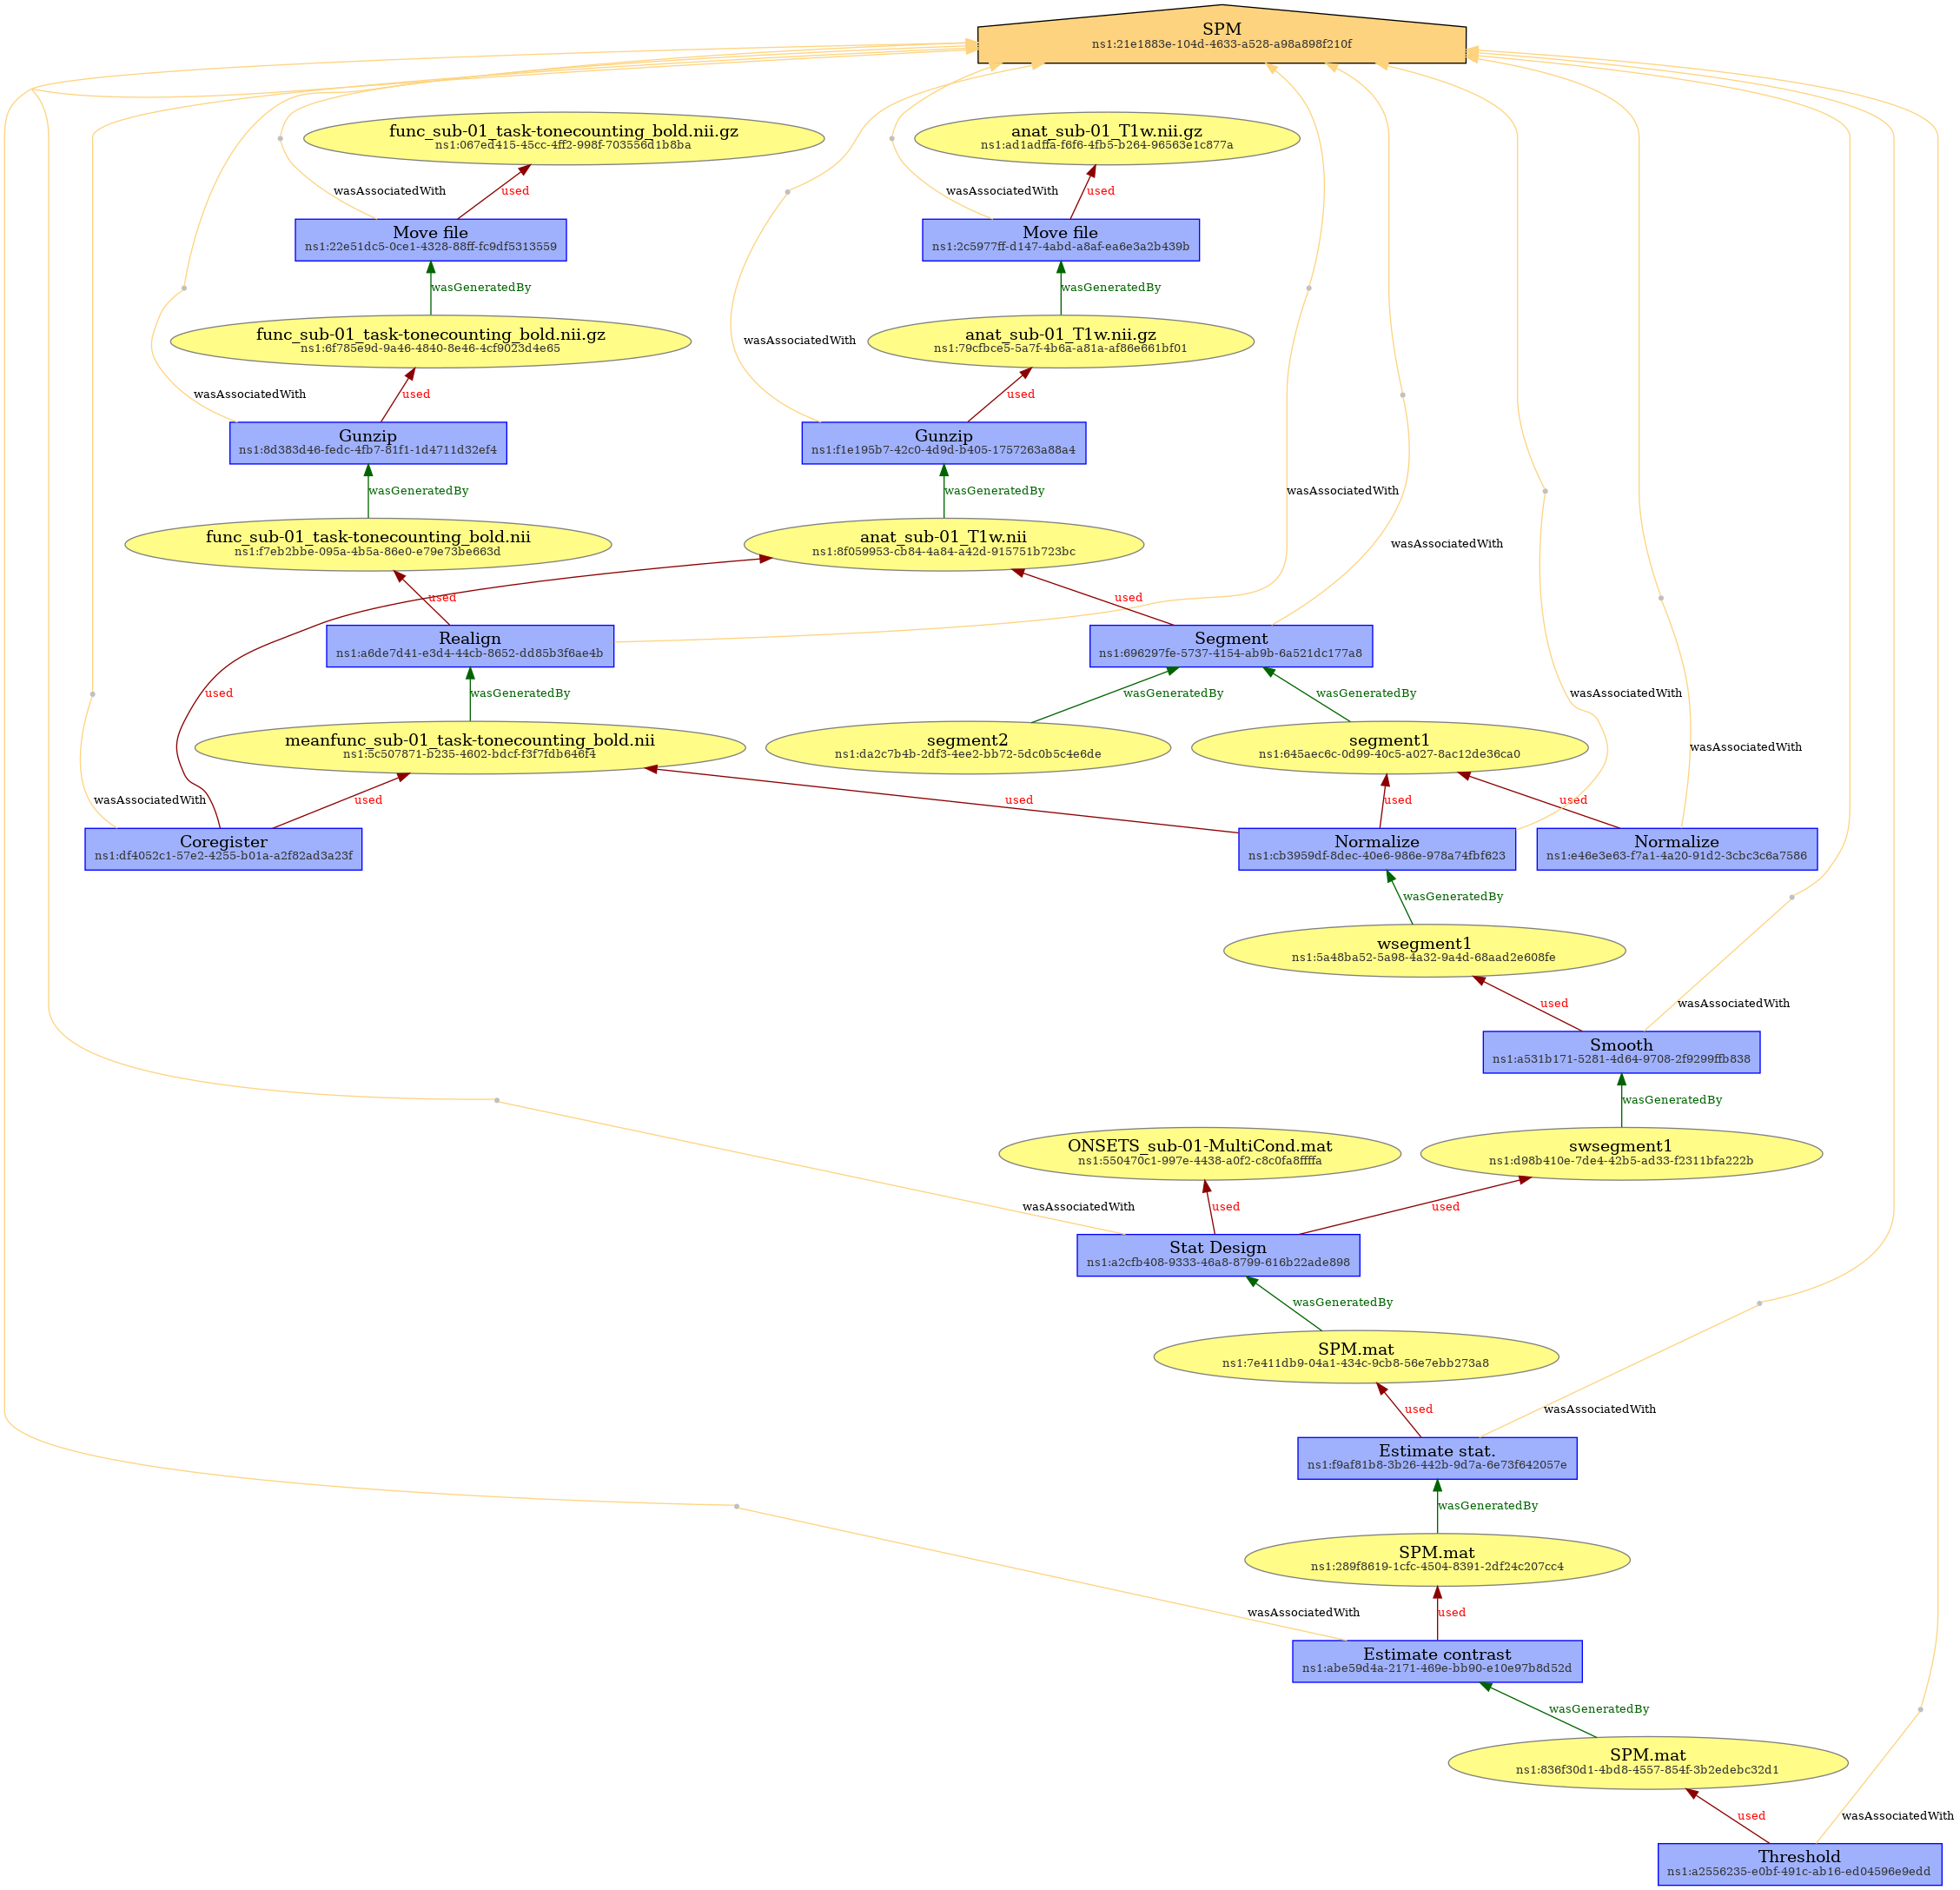 SPM
ns1:21e1883e-104d-4633-a528-a98a898f210f
func_sub-01_task-tonecounting_bold.nii.gz
ns1:067ed415-45cc-4ff2-998f-703556d1b8ba
anat_sub-01_T1w.nii.gz
ns1:ad1adffa-f6f6-4fb5-b264-96563e1c877a
wasAssociatedWith
used
wasAssociatedWith
used
Move file
ns1:22e51dc5-0ce1-4328-88ff-fc9df5313559
Move file
ns1:2c5977ff-d147-4abd-a8af-ea6e3a2b439b
wasGeneratedBy
wasGeneratedBy
func_sub-01_task-tonecounting_bold.nii.gz
ns1:6f785e9d-9a46-4840-8e46-4cf9023d4e65
wasAssociatedWith
anat_sub-01_T1w.nii.gz
ns1:79cfbce5-5a7f-4b6a-a81a-af86e661bf01
wasAssociatedWith
used
used
Gunzip
ns1:8d383d46-fedc-4fb7-81f1-1d4711d32ef4
Gunzip
ns1:f1e195b7-42c0-4d9d-b405-1757263a88a4
wasGeneratedBy
wasGeneratedBy
wasAssociatedWith
func_sub-01_task-tonecounting_bold.nii
ns1:f7eb2bbe-095a-4b5a-86e0-e79e73be663d
anat_sub-01_T1w.nii
ns1:8f059953-cb84-4a84-a42d-915751b723bc
wasAssociatedWith
used
used
Realign
ns1:a6de7d41-e3d4-44cb-8652-dd85b3f6ae4b
Segment
ns1:696297fe-5737-4154-ab9b-6a521dc177a8
used
wasGeneratedBy
wasGeneratedBy
wasGeneratedBy
wasAssociatedWith
meanfunc_sub-01_task-tonecounting_bold.nii
ns1:5c507871-b235-4602-bdcf-f3f7fdb646f4
segment2
ns1:da2c7b4b-2df3-4ee2-bb72-5dc0b5c4e6de
segment1
ns1:645aec6c-0d99-40c5-a027-8ac12de36ca0
wasAssociatedWith
wasAssociatedWith
used
used
used
used
Coregister
ns1:df4052c1-57e2-4255-b01a-a2f82ad3a23f
Normalize
ns1:cb3959df-8dec-40e6-986e-978a74fbf623
Normalize
ns1:e46e3e63-f7a1-4a20-91d2-3cbc3c6a7586
wasGeneratedBy
wsegment1
ns1:5a48ba52-5a98-4a32-9a4d-68aad2e608fe
used
wasAssociatedWith
Smooth
ns1:a531b171-5281-4d64-9708-2f9299ffb838
wasGeneratedBy
ONSETS_sub-01-MultiCond.mat
ns1:550470c1-997e-4438-a0f2-c8c0fa8ffffa
swsegment1
ns1:d98b410e-7de4-42b5-ad33-f2311bfa222b
wasAssociatedWith
used
used
Stat Design
ns1:a2cfb408-9333-46a8-8799-616b22ade898
wasGeneratedBy
SPM.mat
ns1:7e411db9-04a1-434c-9cb8-56e7ebb273a8
used
wasAssociatedWith
Estimate stat.
ns1:f9af81b8-3b26-442b-9d7a-6e73f642057e
wasGeneratedBy
SPM.mat
ns1:289f8619-1cfc-4504-8391-2df24c207cc4
wasAssociatedWith
used
Estimate contrast
ns1:abe59d4a-2171-469e-bb90-e10e97b8d52d
wasGeneratedBy
SPM.mat
ns1:836f30d1-4bd8-4557-854f-3b2edebc32d1
used
wasAssociatedWith
Threshold
ns1:a2556235-e0bf-491c-ab16-ed04596e9edd